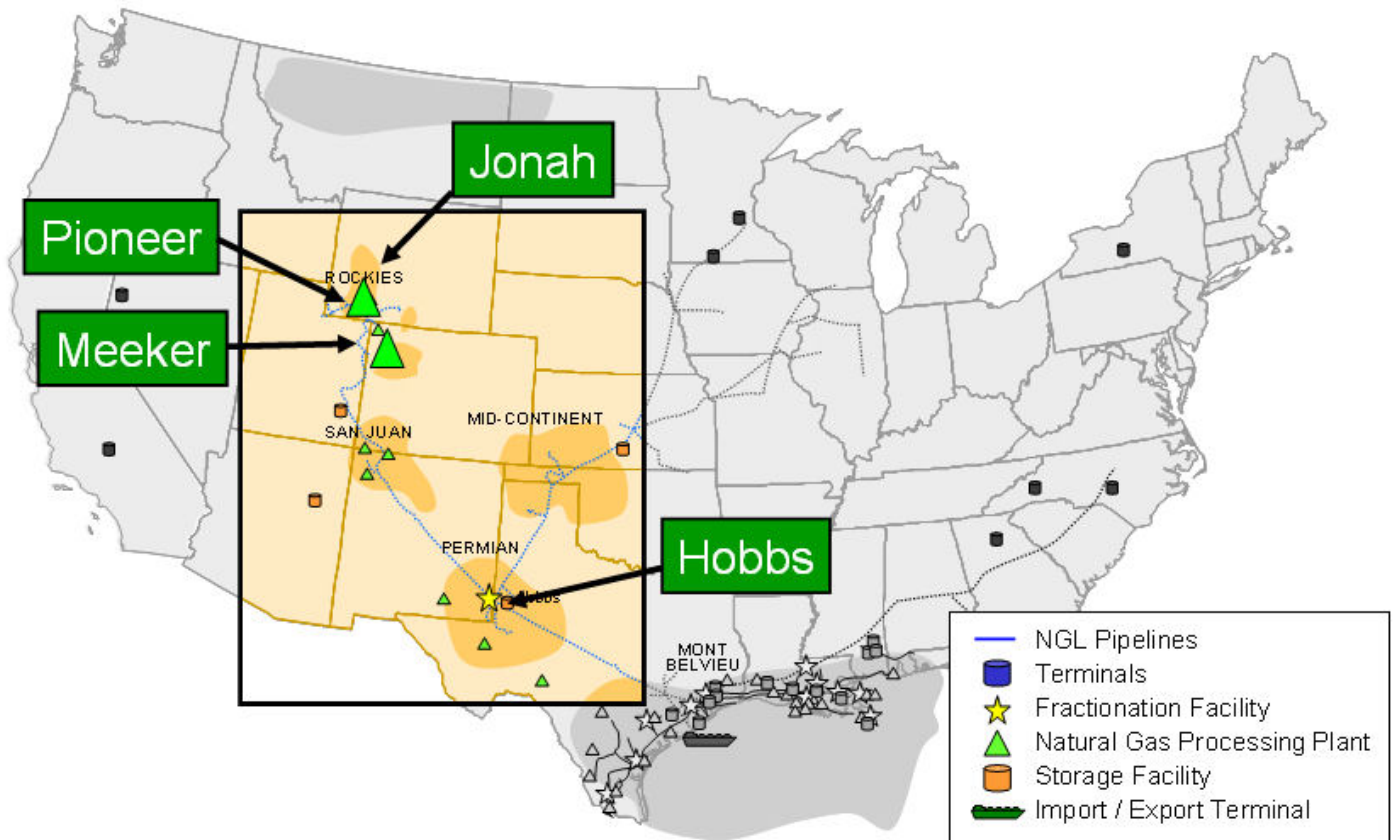 Jonah
Pioneer
ROCKIES
Meeker
MID-CONTINENT
SAN JUAN
PERMIAN
Hobbs
MONT
BELVIEU
NGL Pipelines
Terminals
Fractionation Facility
Natural Gas Processing Plant
Storage Facility
Import / Export Terminal